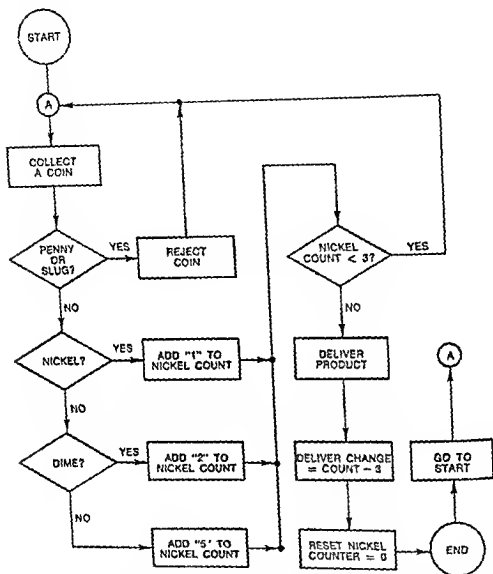 START
A
COLLECT
A COIN
PENNY
OR
SLUG?
YES
REJECT
COIN
NO
NICKEL?
YES
ADD "1" TO
NICKEL COUNT
NO
DIME?
YES
ADD "2" TO
NICKEL COUNT
NO
ADD "5" TO
NICKEL COUNT
NICKEL
COUNT < 3?
YES
NO
DELIVER
PRODUCT
DELIVER CHANGE
= COUNT - 3
RESET NICKEL
COUNTER = 0
END
GO TO
START
A